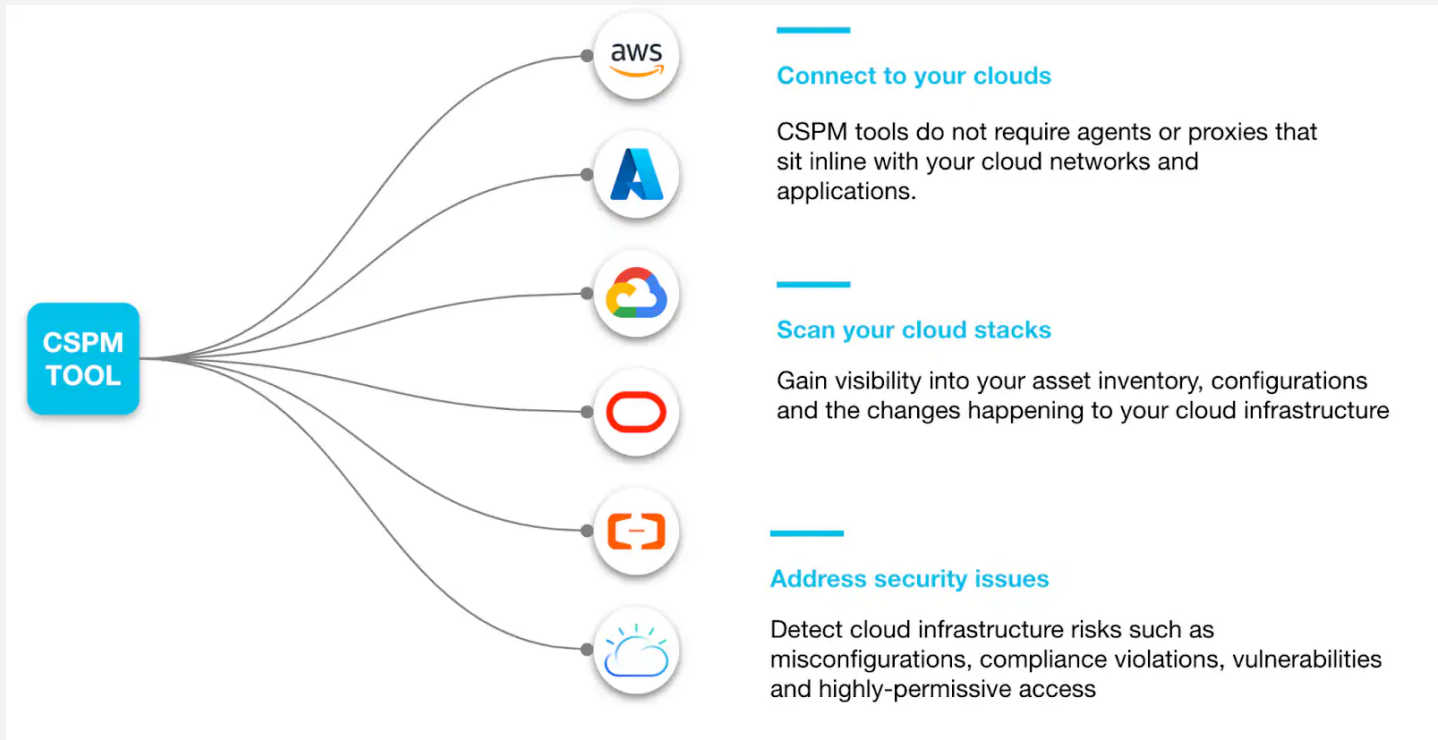 aws
CSPM
TOOL
Connect to your clouds
CSPM tools do not require agents or proxies that
sit inline with your cloud networks and
applications.
Scan your cloud stacks
Gain visibility into your asset inventory, configurations
and the changes happening to your cloud infrastructure
Address security issues
Detect cloud infrastructure risks such as
misconfigurations, compliance violations, vulnerabilities
and highly-permissive access